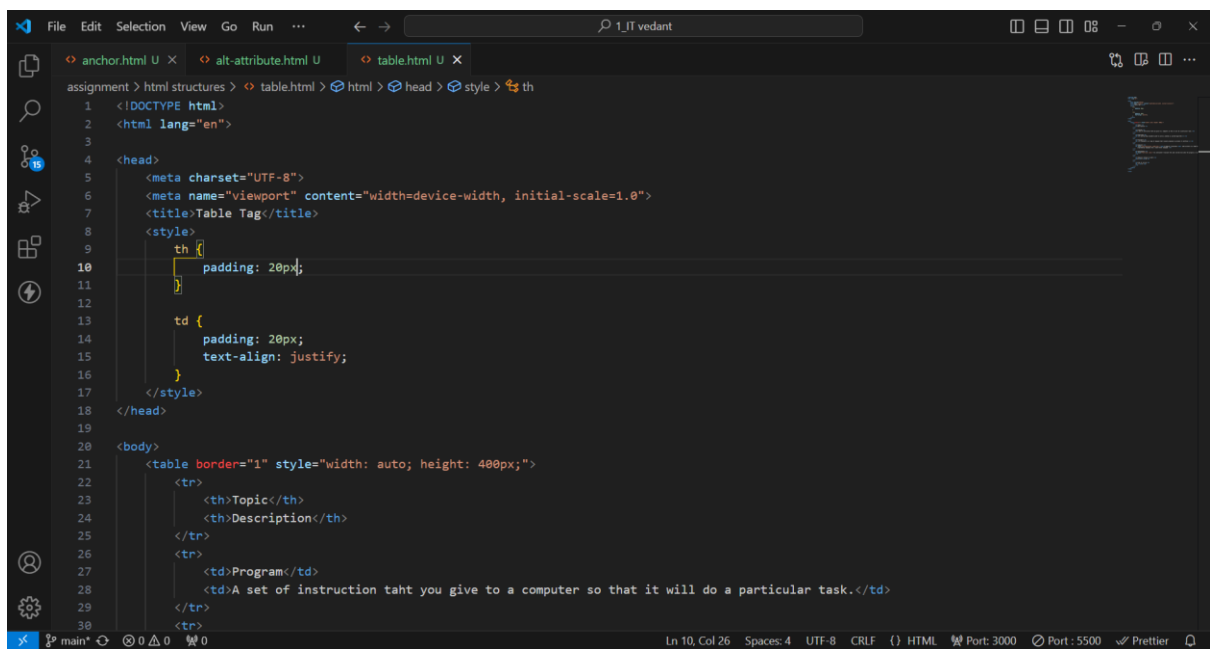 File Edit Selection View Go Run ··· ← → 1_IT vedant
anchor.html U × alt-attribute.html U table.html U ×
assignment > html structures > table.html > html > head > style > th
1 <!DOCTYPE html>
2 <html lang="en">
3
4 <head>
5 <meta charset="UTF-8">
6 <meta name="viewport" content="width=device-width, initial-scale=1.0">
7 <title>Table Tag</title>
8 <style>
9 th {
10 padding: 20px;
11 }
12
13 td {
14 padding: 20px;
15 text-align: justify;
16 }
17 </style>
18 </head>
19
20 <body>
21 <table border="1" style="width: auto; height: 400px;">
22 <tr>
23 <th>Topic</th>
24 <th>Description</th>
25 </tr>
26 <tr>
27 <td>Program</td>
28 <td>A set of instruction taht you give to a computer so that it will do a particular task.</td>
29 </tr>
30 <tr>
15
main* 0 0 0 Ln 10, Col 26 Spaces: 4 UTF-8 CRLF {} HTML Port: 3000 Port : 5500 Prettier